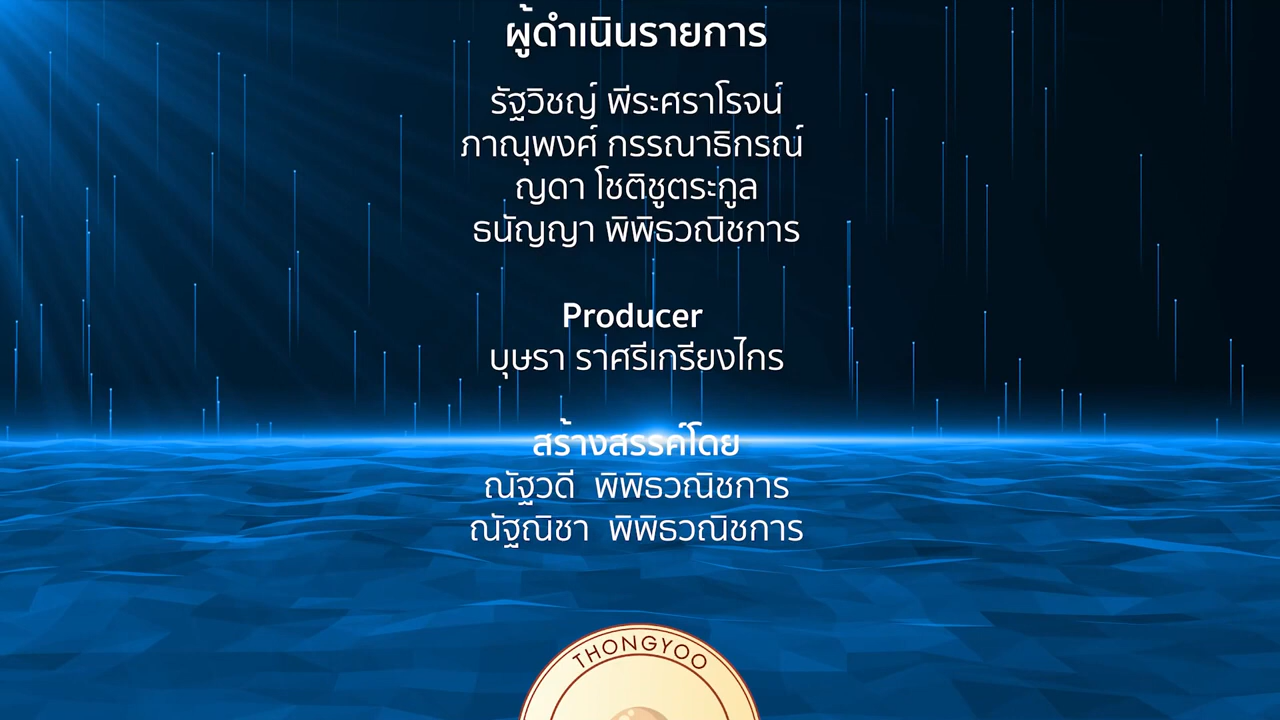 ผู้ดำเนินรายการ
รัฐวิชญ์ พีระศราโรจน์
ภาณุพงศ์ กรรณาธิกรณ์
ญดา โชติชูตระกูล
ธนัญญา พิพิธวณิชการ
Producer
บุษรา ราศรีเกรียงไกร
สร้างสรรค์โดย
ณัฐวดี พิพิธวณิชการ
ณัฐณิชา พิพิธวณิชการ
THONGYOO